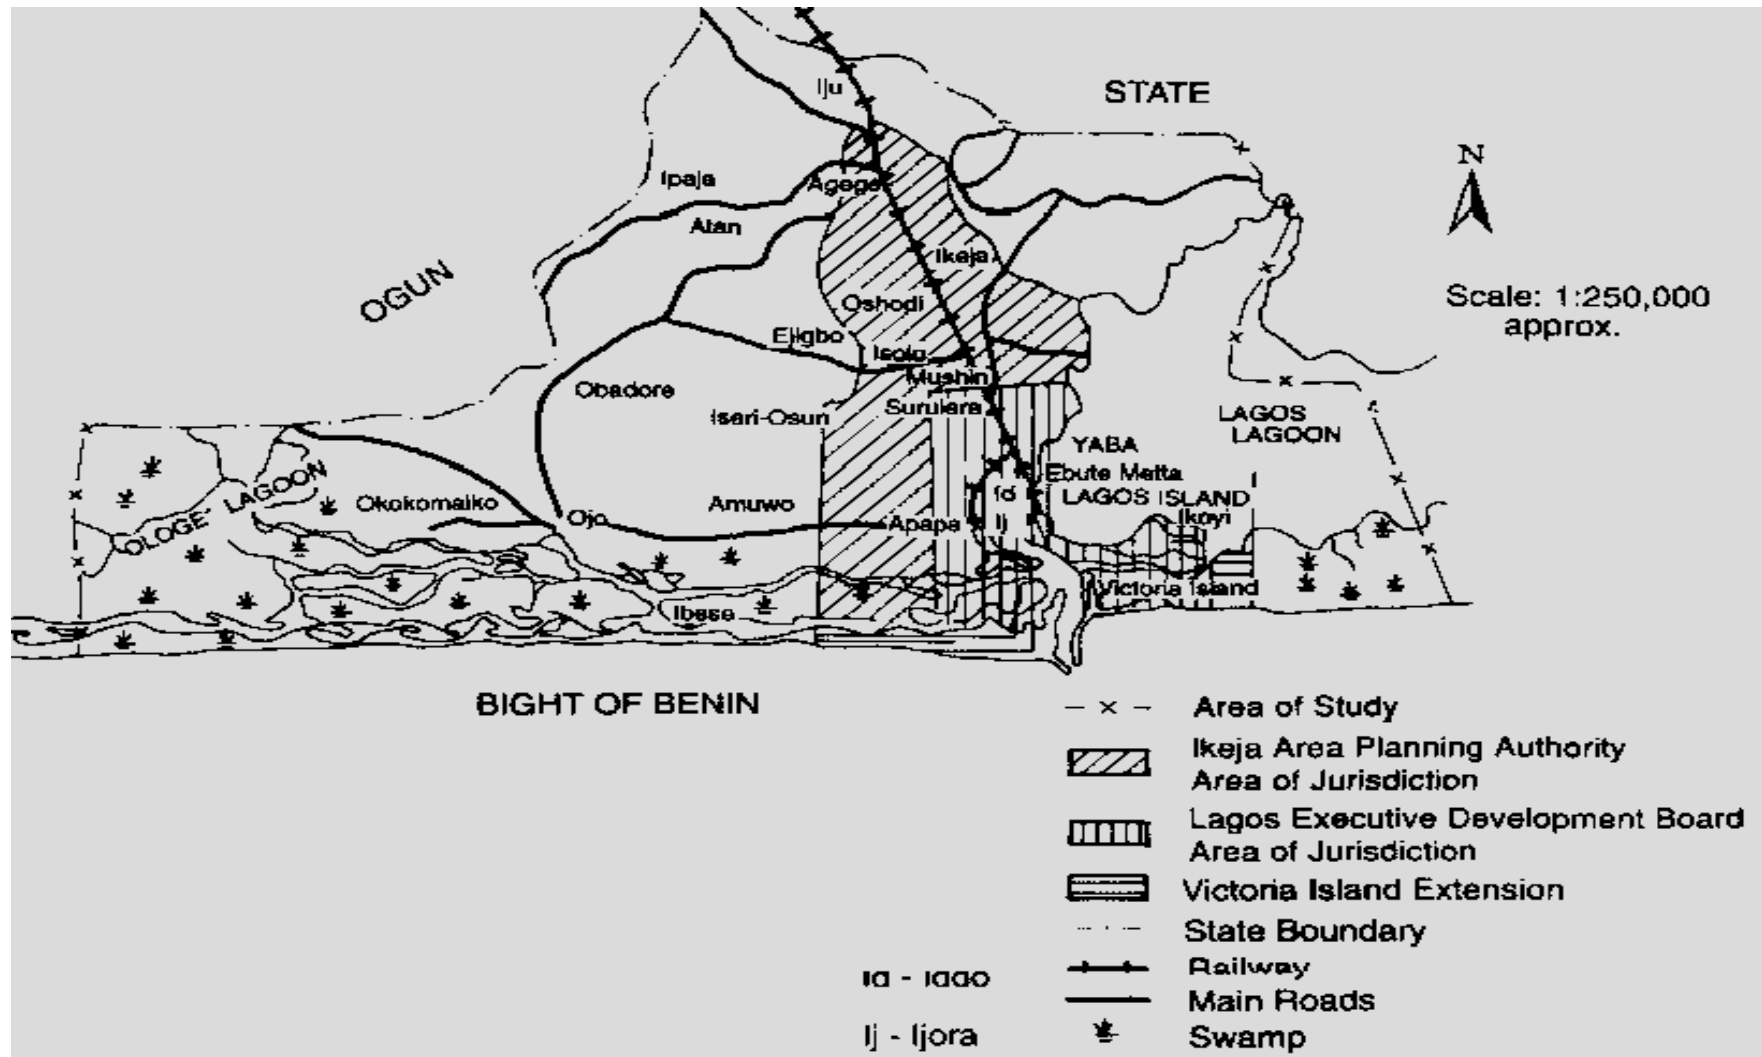 Iju
STATE
N
Ipaja
Agege
Atan
Ikeja
OGUN
Oshodi
Scale: 1:250,000
approx.
Ejigbo
Isolo
Mushin
Obadore
Isari-Osun
Surulara
LAGOS
LAGOON
YABA
Ebute Metta
OLOGE LAGOON
Okokomaiko
Amuwo
Id
LAGOS ISLAND
Ojo
Apapa
Ij
Ikoyi
Victoria Island
Ibese
BIGHT OF BENIN
Area of Study
Ikeja Area Planning Authority
Area of Jurisdiction
Lagos Executive Development Board
Area of Jurisdiction
Victoria Island Extension
State Boundary
Id - Iddo
Railway
Main Roads
Ij - Ijora
Swamp